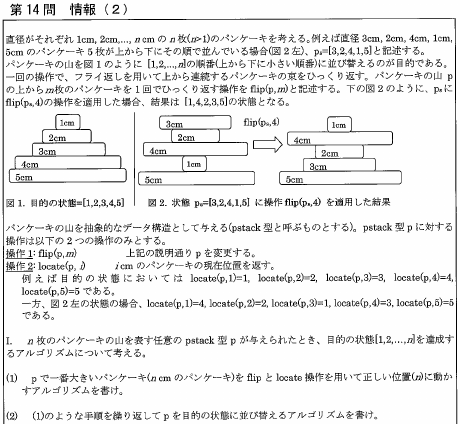 第14問 情報(2)
直径がそれぞれ 1cm, 2cm,… n cm の n 枚(n>1)のパンケーキを考える。例えば直径 3cm, 2cm, 4cm, 1cm,
5cm のパンケーキ 5 枚が上から下にその順で並んでいる場合(図 2 左)、pₐ=[3,2,4,1,5]と記述する。
パンケーキの山を図 1 のように [1,2,…,n]の順番(上から下に小さい順番)に並び替えるのが目的である。
一回の操作で、フライ返しを用いて上から連続するパンケーキの束をひっくり返す。パンケーキの山 p
の上から m 枚のパンケーキを 1 回でひっくり返す操作を flip(p,m)と記述する。下の図 2 のように、pₐ に
flip(pₐ,4)の操作を適用した場合、結果は [1,4,2,3,5]の状態となる。
1cm
2cm
3cm
4cm
5cm
3cm
2cm
4cm
1cm
5cm
flip(pₐ,4)
1cm
4cm
2cm
3cm
5cm
図 1. 目的の状態=[1,2,3,4,5]
図 2. 状態 pₐ=[3,2,4,1,5] に操作 flip(pₐ,4) を適用した結果
パンケーキの山を抽象的なデータ構造として与える(pstack 型と呼ぶものとする)。pstack 型 p に対する
操作は以下の 2 つの操作のみとする。
操作 1: flip(p,m) 上記の説明通り p を変更する。
操作 2: locate(p, i) i cm のパンケーキの現在位置を返す。
例えば目的の状態においては locate(p,1)=1, locate(p,2)=2, locate(p,3)=3, locate(p,4)=4,
locate(p,5)=5 である。
一方、図 2 左の状態の場合、locate(p,1)=4, locate(p,2)=2, locate(p,3)=1, locate(p,4)=3, locate(p,5)=5
である。
I. n 枚のパンケーキの山を表す任意の pstack 型 p が与えられたとき、目的の状態[1,2,…,n]を達成す
るアルゴリズムについて考える。
(1) p で一番大きいパンケーキ(n cm のパンケーキ)を flip と locate 操作を用いて正しい位置(n)に動か
すアルゴリズムを書け。
(2) (1)のような手順を繰り返して p を目的の状態に並び替えるアルゴリズムを書け。